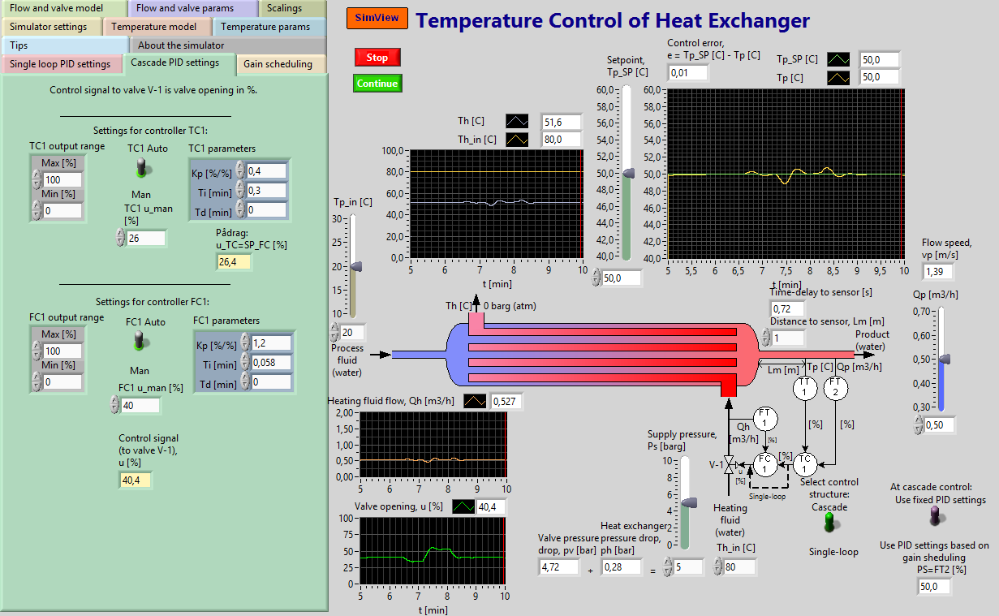 Flow and valve model
Flow and valve params
Scalings
Simulator settings
Temperature model
Temperature params
Tips
About the simulator
Single loop PID settings
Cascade PID settings
Gain scheduling
Control signal to valve V-1 is valve opening in %.
Settings for controller TC1:
TC1 output range
Max [%]
100
Min [%]
0
TC1 Auto
Man
TC1 u_man
[%]
26
TC1 parameters
Kp [%/%]
0,4
Ti [min]
0,3
Td [min]
0
Pådrag:
u_TC=SP_FC [%]
26,4
Settings for controller FC1:
FC1 output range
Max [%]
100
Min [%]
0
FC1 Auto
Man
FC1 u_man [%]
40
FC1 parameters
Kp [%/%]
1,2
Ti [min]
0,058
Td [min]
0
Control signal
(to valve V-1),
u [%]
40,4
SimView
Temperature Control of Heat Exchanger
Stop
Continue
Th [C]
51,6
Th_in [C]
80,0
100,0
80,0
60,0
40,0
20,0
0,0
5
6
7
8
9
10
t [min]
Tp_in [C]
30
25
20
15
10
20
Setpoint,
Tp_SP [C]
60,0
58,0
56,0
54,0
52,0
50,0
48,0
46,0
44,0
42,0
40,0
50,0
Control error,
e = Tp_SP [C] - Tp [C]
0,01
Tp_SP [C]
50,0
Tp [C]
50,0
60,0
58,0
56,0
54,0
52,0
50,0
48,0
46,0
44,0
42,0
40,0
5
5,5
6
6,5
7
7,5
8
8,5
9
9,5
10
t [min]
Flow speed,
vp [m/s]
1,39
Time-delay to sensor [s]
0,72
Distance to sensor, Lm [m]
1
Qp [m3/h]
0,70
0,60
0,50
0,40
0,30
0,50
Th [C]
0 barg (atm)
Process
fluid
(water)
Product
(water)
Lm [m]
Tp [C]
Qp [m3/h]
TT
1
FT
2
[%]
[%]
FT
1
Qh
[m3/h]
[%]
V-1
u
[%]
FC
1
[%]
TC
1
Single-loop
Heating
fluid
(water)
Th_in [C]
80
Heating fluid flow, Qh [m3/h]
0,527
2,00
1,50
1,00
0,50
0,00
5
6
7
8
9
10
Valve opening, u [%]
40,4
100
75
50
25
0
5
6
7
8
9
10
t [min]
Supply pressure,
Ps [barg]
10
8
6
4
2
0
Valve pressure
drop, pv [bar]
4,72
+
Heat exchanger
pressure drop,
ph [bar]
0,28
=
5
Select control
structure:
Cascade
Single-loop
At cascade control:
Use fixed PID settings
Use PID settings based on
gain sheduling
PS=FT2 [%]
50,0